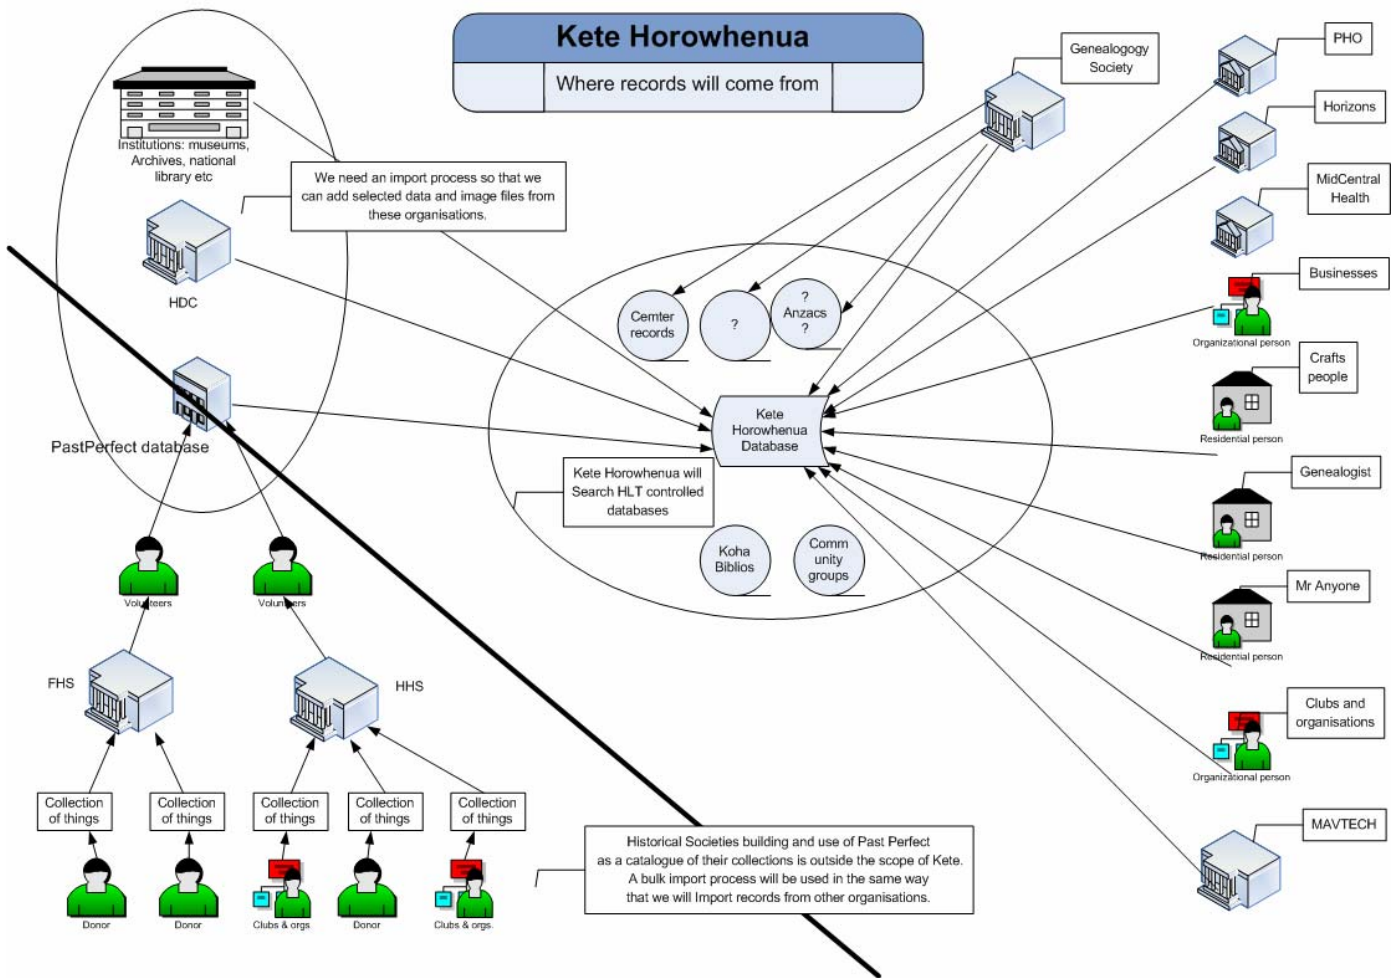 Kete Horowhenua
Where records will come from
Genealogogy
Society
PHO
Horizons
MidCentral
Health
Businesses
Organizational person
Crafts
people
Residential person
Genealogist
Residential person
Mr Anyone
Residential person
Clubs and
organisations
Organizational person
MAVTECH
Institutions: museums,
Archives, national
library etc
We need an import process so that we
can add selected data and image files from
these organisations.
HDC
PastPerfect database
Cemter
records
?
?
Anzacs
?
Kete
Horowhenua
Database
Kete Horowhenua will
Search HLT controlled
databases
Koha
Biblios
Comm
unity
groups
Volunteers
Volunteers
FHS
HHS
Collection
of things
Collection
of things
Collection
of things
Collection
of things
Collection
of things
Donor
Donor
Clubs & orgs
Donor
Clubs & orgs.
Historical Societies building and use of Past Perfect
as a catalogue of their collections is outside the scope of Kete.
A bulk import process will be used in the same way
that we will Import records from other organisations.